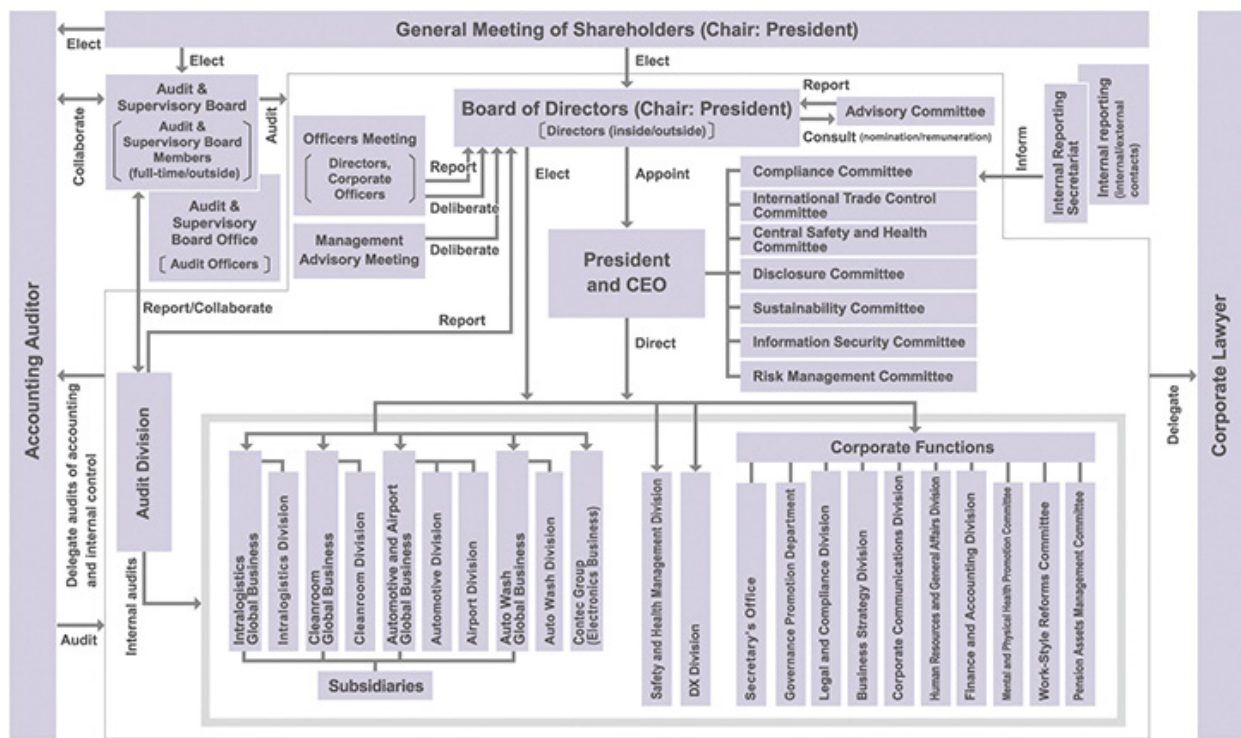 General Meeting of Shareholders (Chair: President)
Elect
Elect
Elect
Accounting Auditor
Corporate Lawyer
Collaborate
Audit &
Supervisory Board
Audit &
Supervisory Board
Members
(full-time/outside)
Audit
Audit &
Supervisory
Board Office
Audit Officers
Officers Meeting
Directors,
Corporate
Officers
Report
Deliberate
Management
Advisory Meeting
Deliberate
Board of Directors (Chair: President)
Directors (inside/outside)
Report
Advisory Committee
Consult (nomination/remuneration)
Elect
Appoint
Inform
Internal Reporting
Secretariat
Internal reporting
(internal/external
contacts)
President
and CEO
Compliance Committee
International Trade Control
Committee
Central Safety and Health
Committee
Disclosure Committee
Sustainability Committee
Information Security Committee
Risk Management Committee
Report/Collaborate
Report
Direct
Delegate
Audit Division
Delegate audits of accounting
and internal control
Internal audits
Audit
Intralogistics
Global Business
Intralogistics Division
Cleanroom
Global Business
Cleanroom Division
Automotive and Airport
Global Business
Automotive Division
Airport Division
Auto Wash
Global Business
Auto Wash Division
Contec Group
(Electronics Business)
Subsidiaries
Safety and Health Management Division
DX Division
Corporate Functions
Secretary's Office
Governance Promotion Department
Legal and Compliance Division
Business Strategy Division
Corporate Communications Division
Human Resources and General Affairs Division
Finance and Accounting Division
Mental and Physical Health Promotion Committee
Work-Style Reforms Committee
Pension Assets Management Committee